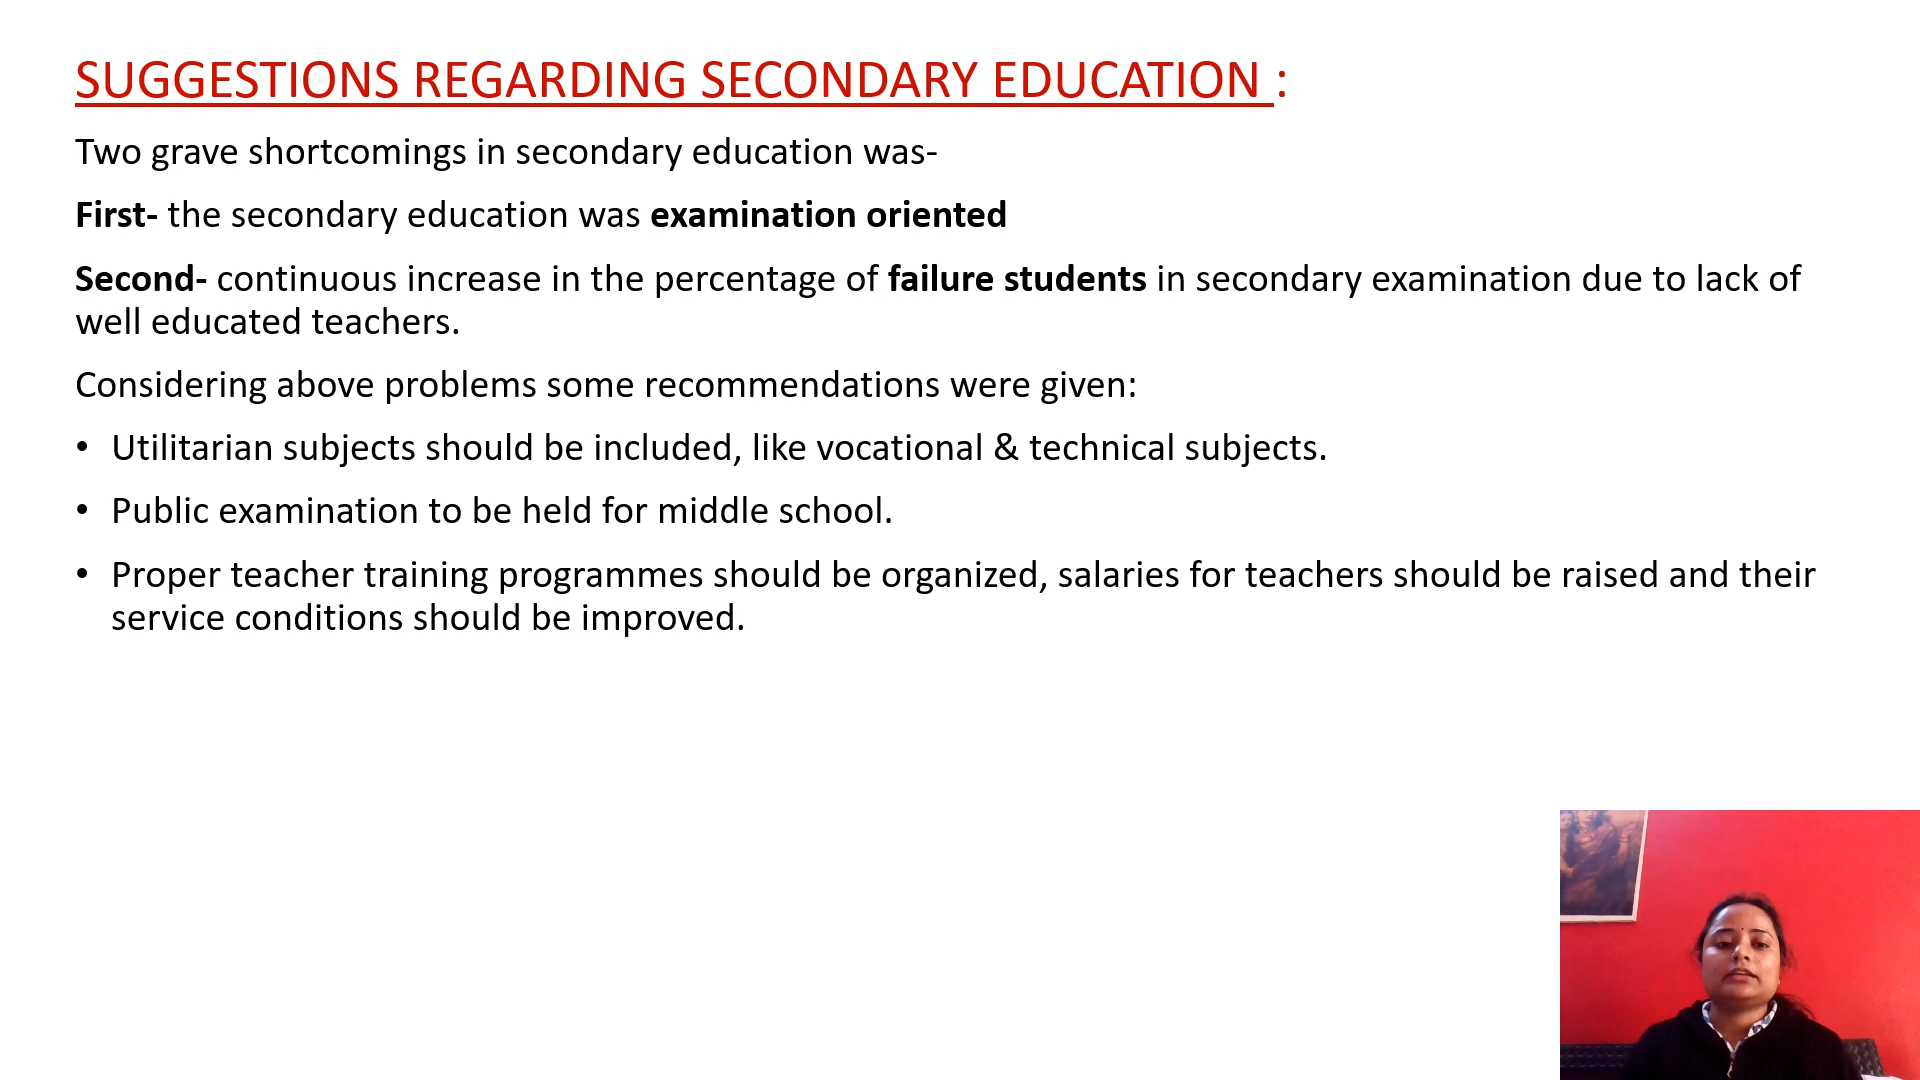 SUGGESTIONS REGARDING SECONDARY EDUCATION :
Two grave shortcomings in secondary education was-
First- the secondary education was examination oriented
Second- continuous increase in the percentage of failure students in secondary examination due to lack of
well educated teachers.
Considering above problems some recommendations were given:
• Utilitarian subjects should be included, like vocational & technical subjects.
• Public examination to be held for middle school.
• Proper teacher training programmes should be organized, salaries for teachers should be raised and their
service conditions should be improved.